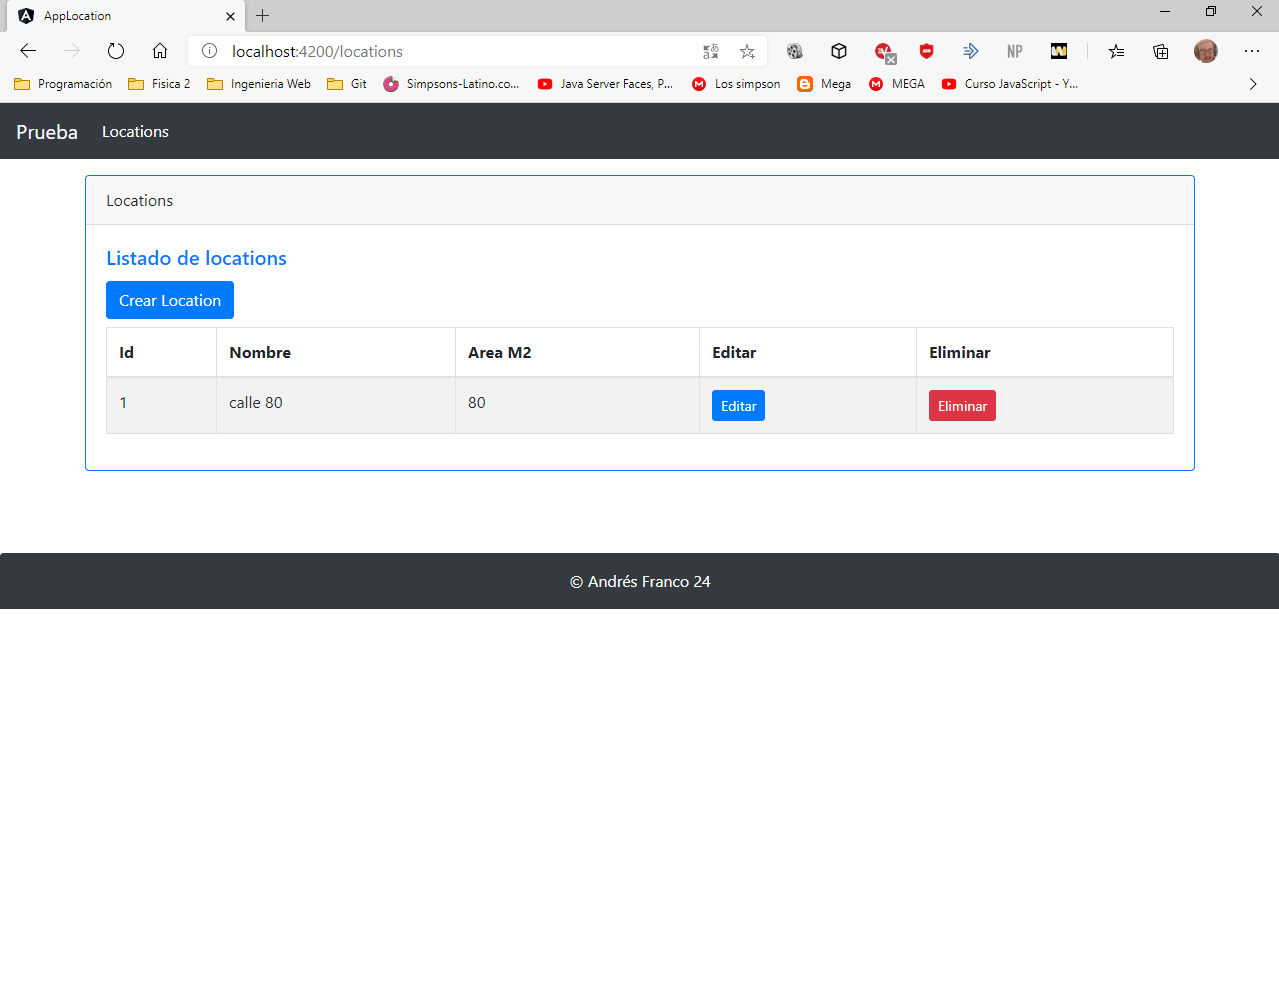 AppLocation
localhost:4200/locations
NP
Programación Fisica 2 Ingenieria Web Git Simpsons-Latino.co... Java Server Faces, P... Los simpson Mega MEGA Curso JavaScript - Y...
Prueba Locations
Locations
Listado de locations
Crear Location
Id Nombre Area M2 Editar Eliminar
1 calle 80 80 Editar Eliminar
© Andrés Franco 24